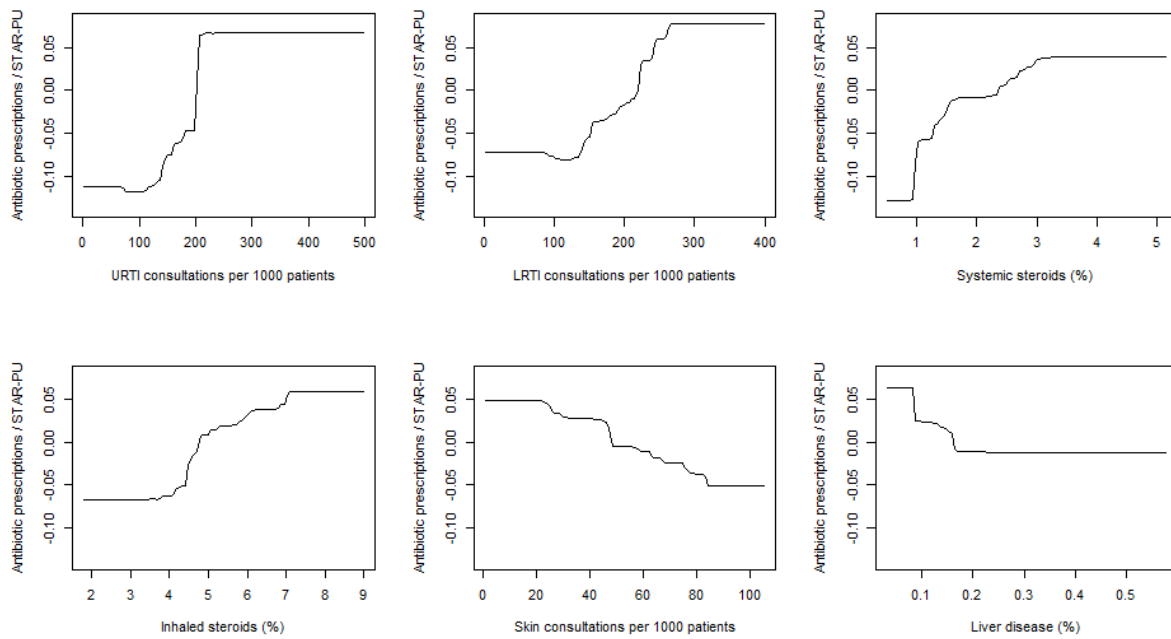 Antibiotic prescriptions / STAR-PU
0.05
0.00
-0.05
-0.10
0 100 200 300 400 500
URTI consultations per 1000 patients
Antibiotic prescriptions / STAR-PU
0.05
0.00
-0.05
-0.10
0 100 200 300 400
LRTI consultations per 1000 patients
Antibiotic prescriptions / STAR-PU
0.05
0.00
-0.05
-0.10
1 2 3 4 5
Systemic steroids (%)
Antibiotic prescriptions / STAR-PU
0.05
0.00
-0.05
-0.10
2 3 4 5 6 7 8 9
Inhaled steroids (%)
Antibiotic prescriptions / STAR-PU
0.05
0.00
-0.05
-0.10
0 20 40 60 80 100
Skin consultations per 1000 patients
Antibiotic prescriptions / STAR-PU
0.05
0.00
-0.05
-0.10
0.1 0.2 0.3 0.4 0.5
Liver disease (%)